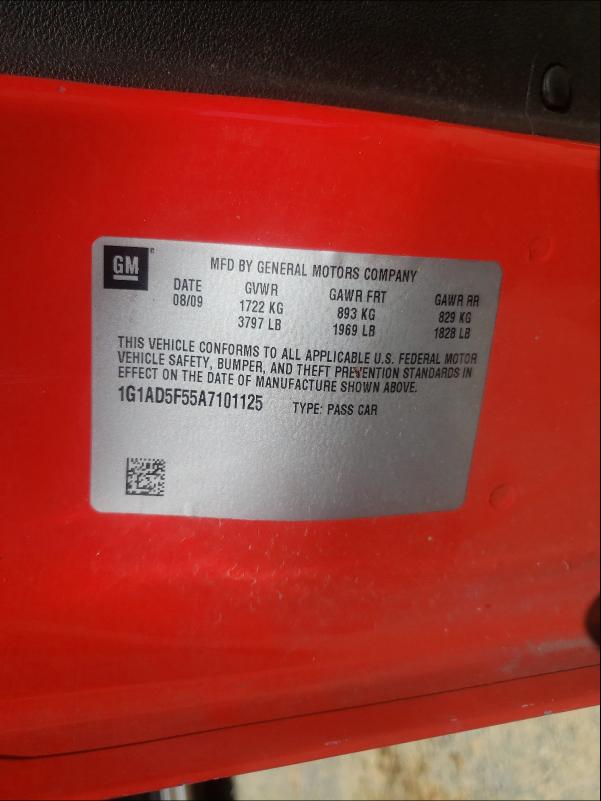 GM
MFD BY GENERAL MOTORS COMPANY
DATE GVWR GAWR FRT GAWR RR
08/09 1722 KG 893 KG 829 KG
3797 LB 1969 LB 1828 LB
THIS VEHICLE CONFORMS TO ALL APPLICABLE U.S. FEDERAL MOTOR
VEHICLE SAFETY, BUMPER, AND THEFT PREVENTION STANDARDS IN
EFFECT ON THE DATE OF MANUFACTURE SHOWN ABOVE.
1G1AD5F55A7101125 TYPE: PASS CAR